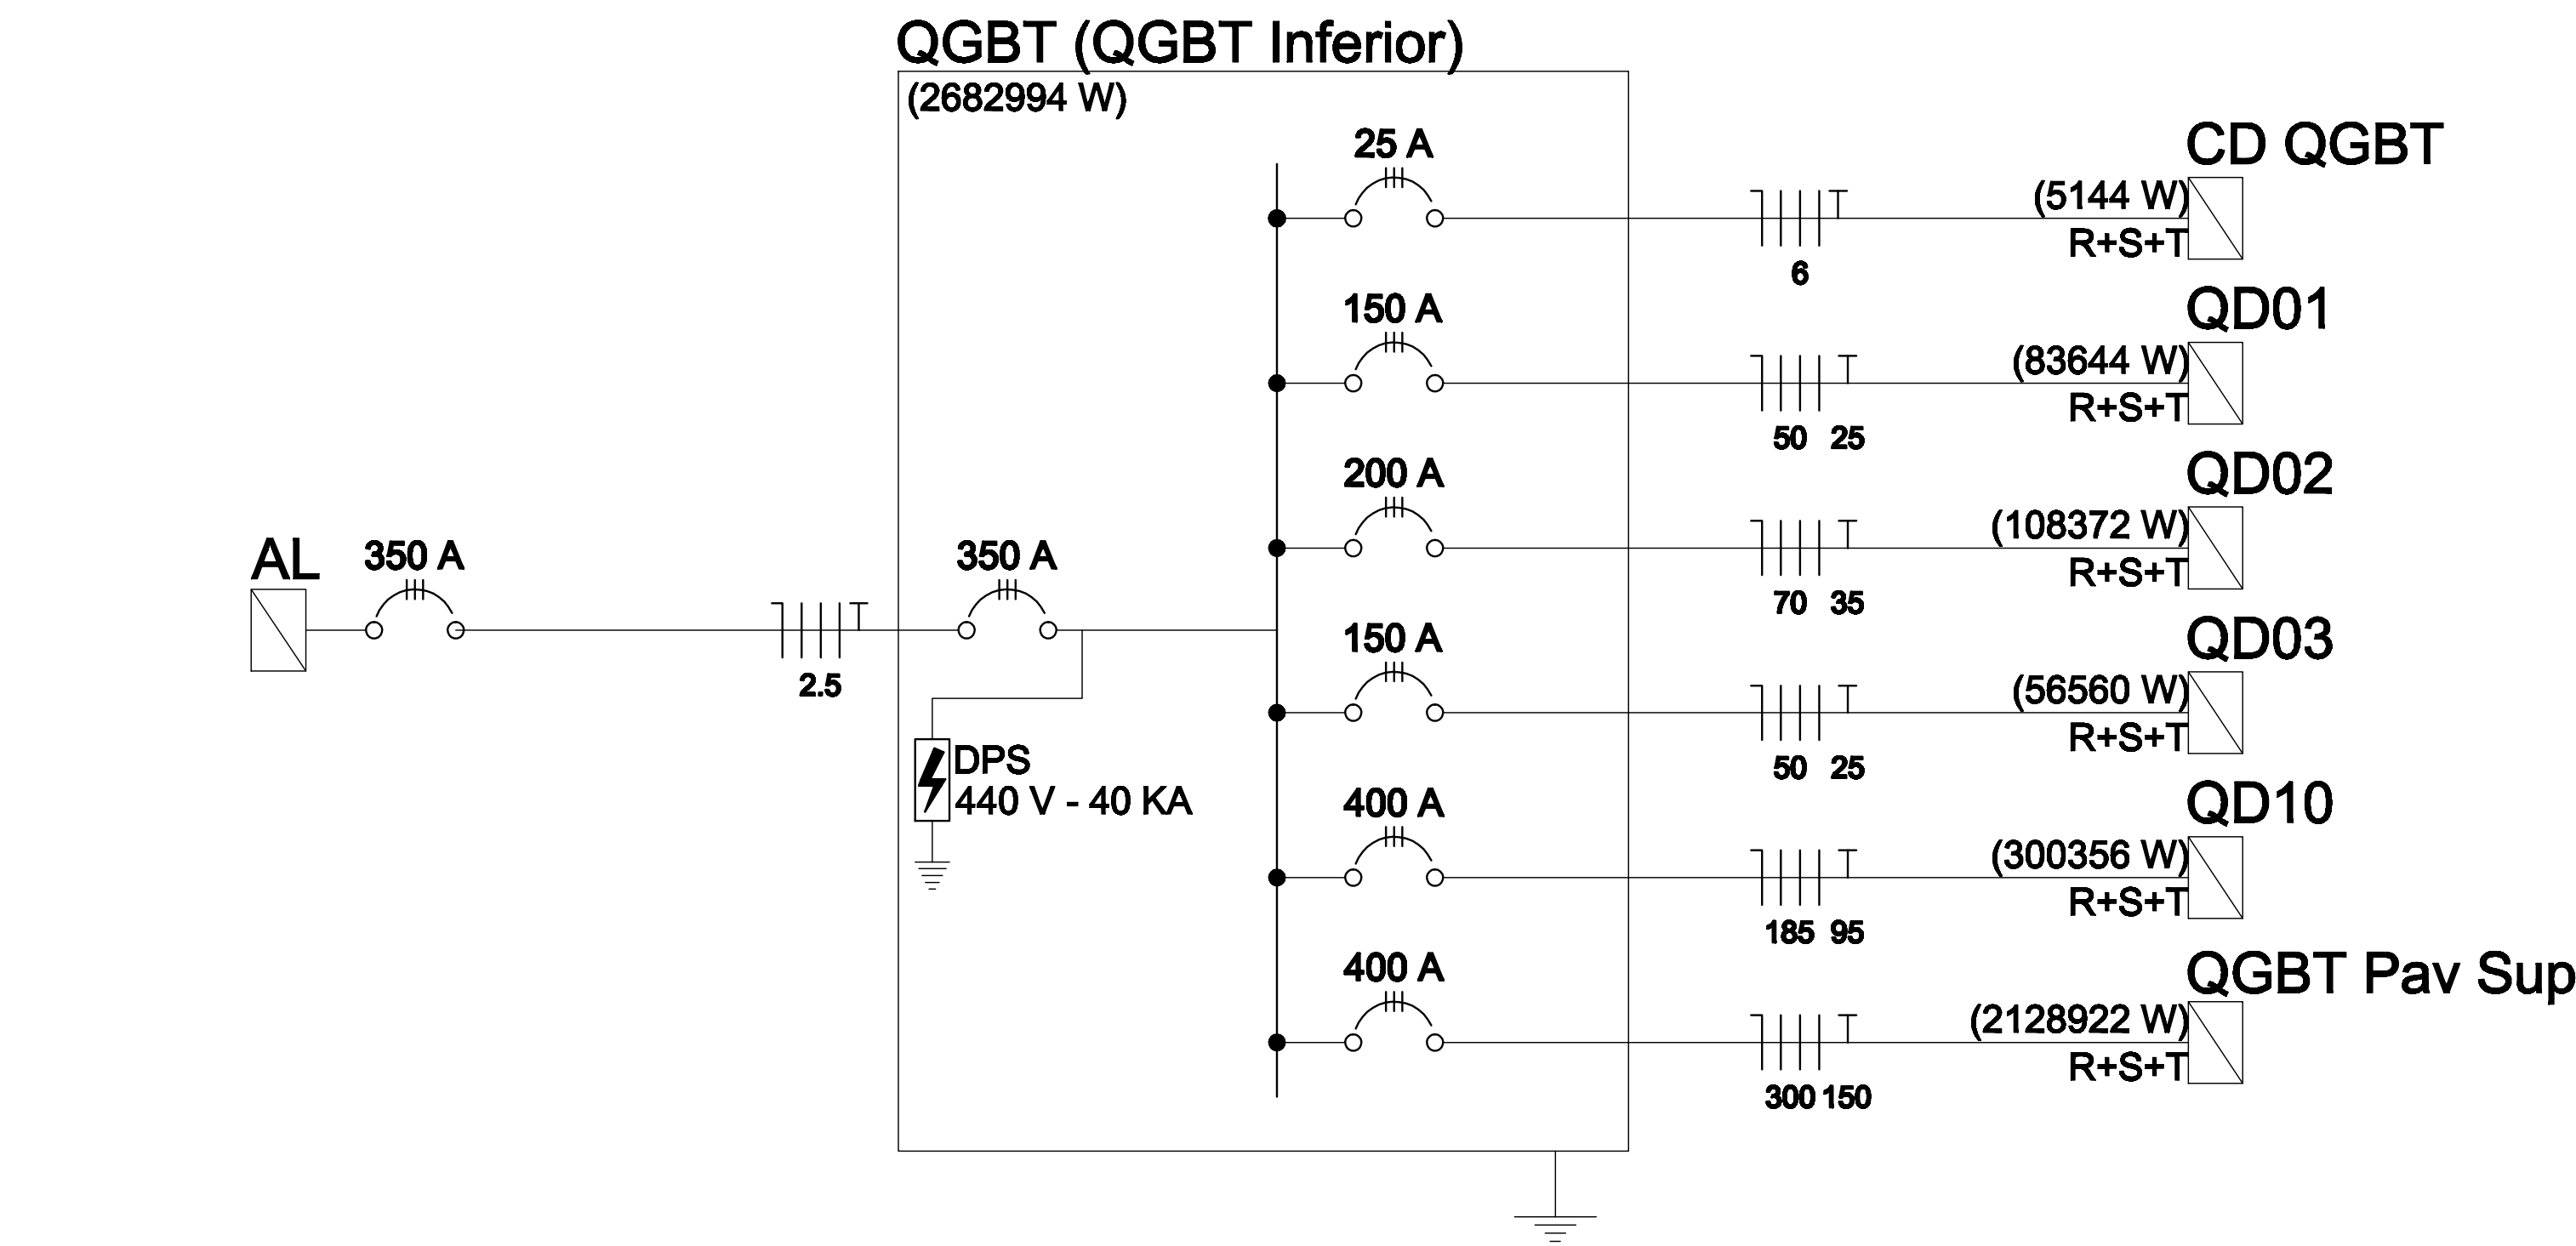 QGBT (QGBT Inferior)
(2682994 W)
25 A
CD QGBT
(5144 W)
R+S+T
6
150 A
QD01
(83644 W)
R+S+T
50 25
200 A
QD02
(108372 W)
R+S+T
70 35
AL
350 A
2.5
350 A
DPS
440 V - 40 KA
150 A
QD03
(56560 W)
R+S+T
50 25
400 A
QD10
(300356 W)
R+S+T
185 95
400 A
QGBT Pav Sup
(2128922 W)
R+S+T
300 150